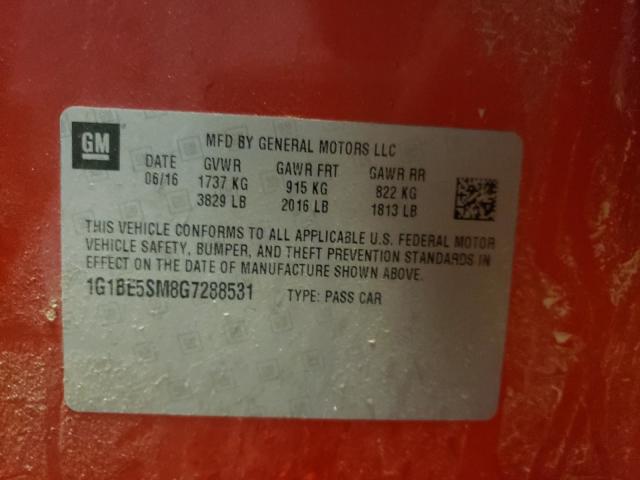 GM
MFD BY GENERAL MOTORS LLC
DATE GVWR GAWR FRT GAWR RR
06/16 1737 KG 915 KG 822 KG
3829 LB 2016 LB 1813 LB
THIS VEHICLE CONFORMS TO ALL APPLICABLE U.S. FEDERAL MOTOR
VEHICLE SAFETY, BUMPER, AND THEFT PREVENTION STANDARDS IN
EFFECT ON THE DATE OF MANUFACTURE SHOWN ABOVE.
1G1BE5SM8G7288531 TYPE: PASS CAR